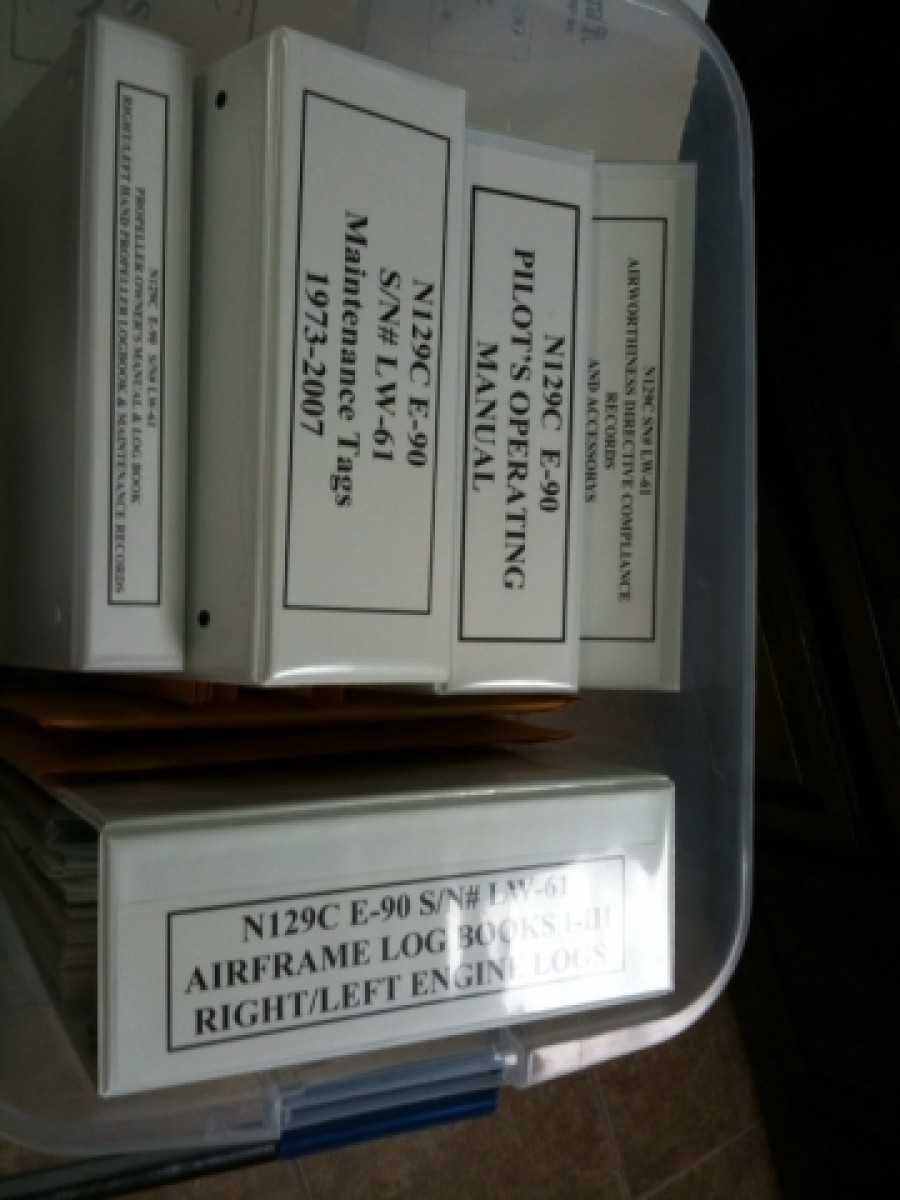 N129C E-90 S/N# LW-61
PROPELLER OWNER'S MANUAL & LOG BOOK
RIGHT/LEFT HAND PROPELLER LOGBOOK & MAINTENANCE RECORDS
N129C E-90
S/N# LW-61
Maintenance Tags
1973-2007
N129C E-90
PILOT'S OPERATING
MANUAL
N129C SN# LW-61
AIRWORTHINESS DIRECTIVE COMPLIANCE
RECORDS
AND ACCESSORYS
N129C E-90 S/N# LW-61
AIRFRAME LOG BOOKS I-III
RIGHT/LEFT ENGINE LOGS